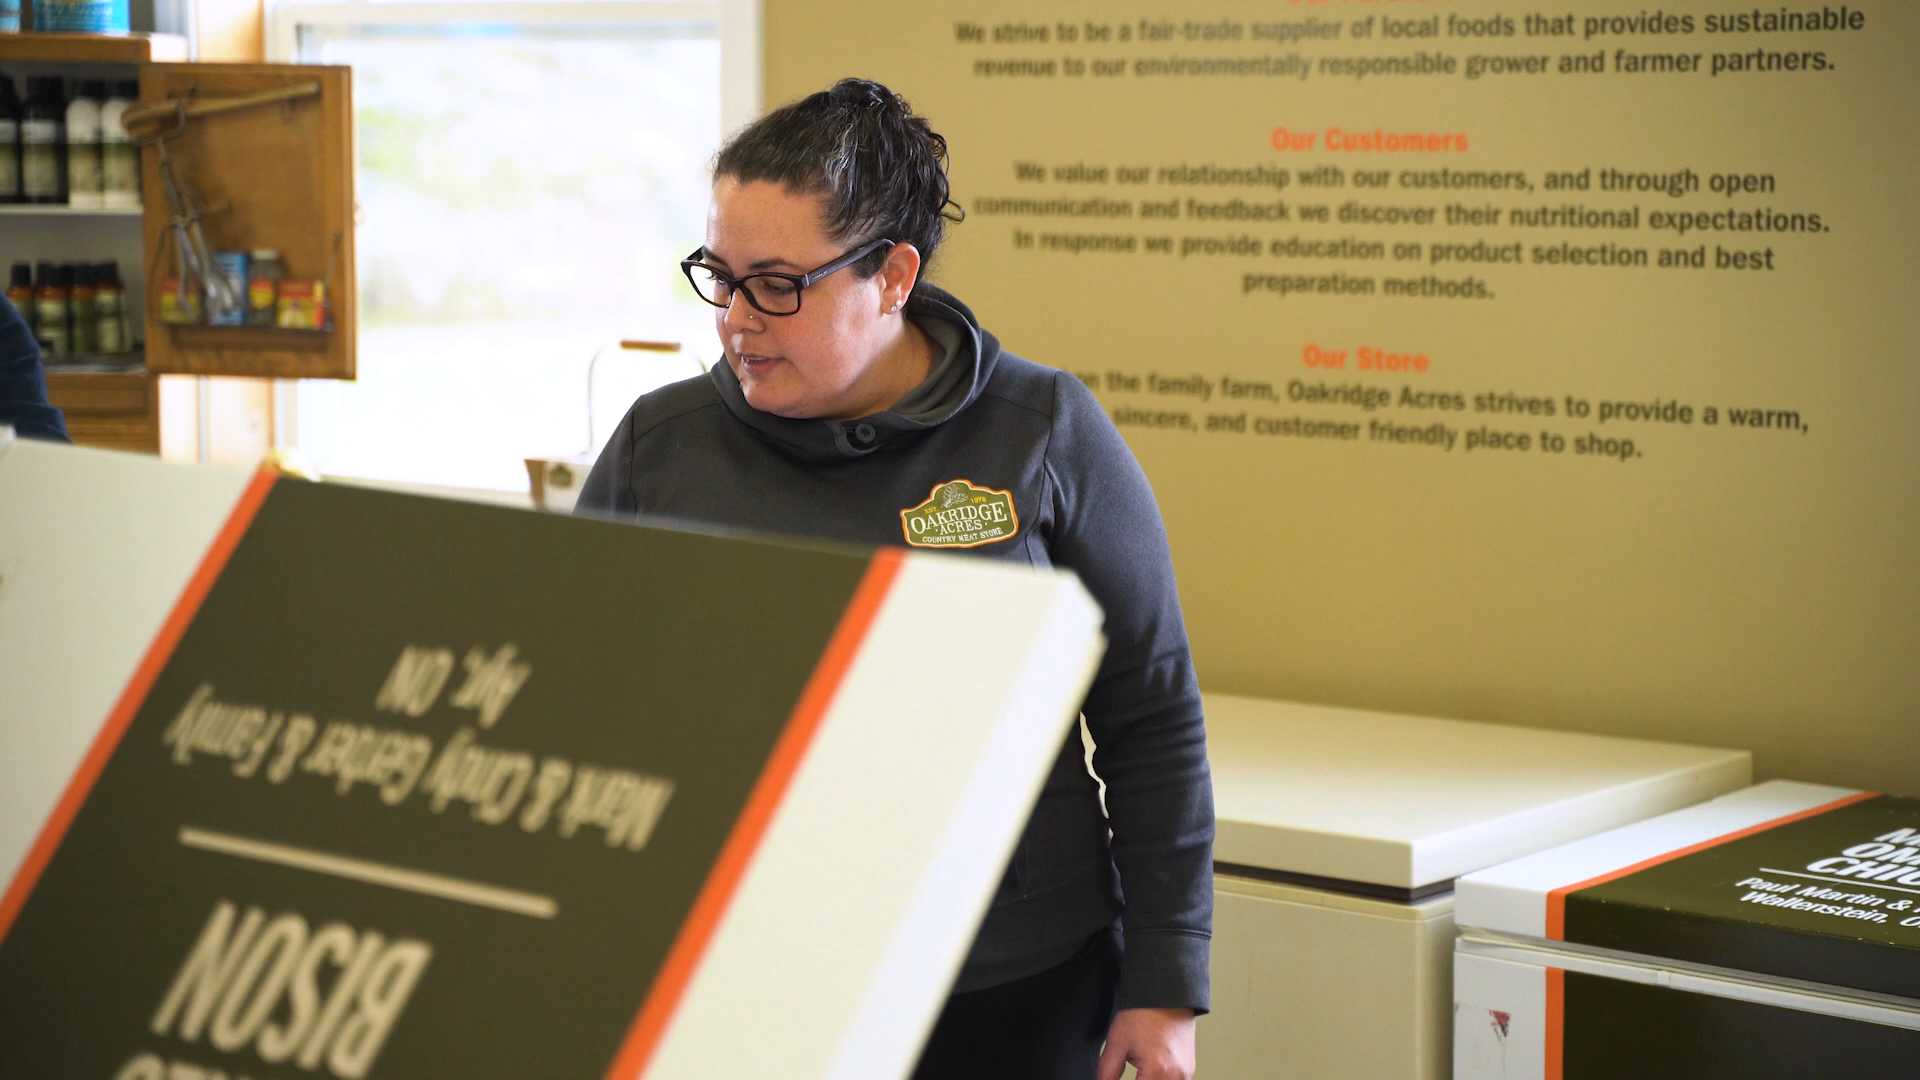 We strive to be a fair-trade supplier of local foods that provides sustainable
revenue to our environmentally responsible grower and farmer partners.
Our Customers
We value our relationship with our customers, and through open
communication and feedback we discover their nutritional expectations.
In response we provide education on product selection and best
preparation methods.
Our Store
on the family farm, Oakridge Acres strives to provide a warm,
sincere, and customer friendly place to shop.
EST. 1978
OAKRIDGE
ACRES
COUNTRY MEAT STORE
BISON
Mark & Cindy Gerber & Family
Ayr, ON
Paul Martin &
Wallenstein,